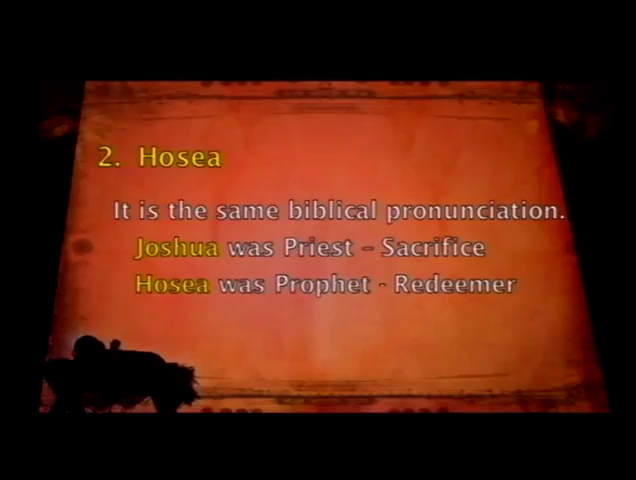 2. Hosea
It is the same biblical pronunciation.
Joshua was Priest - Sacrifice
Hosea was Prophet - Redeemer